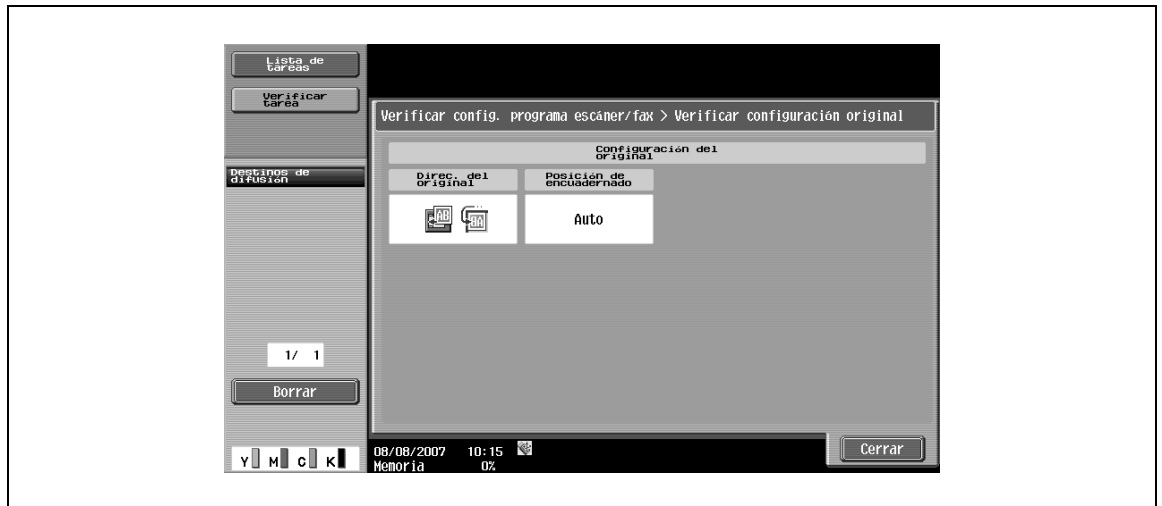 Lista de
tareas
Verificar
tarea
Verificar config. programa escáner/fax > Verificar configuración original
Configuración del
original
Destinos de
difusión
Direc. del
original
Posición de
encuadernado
AB
Auto
1/ 1
Borrar
08/08/2007 10:15
Memoria 0%
Cerrar
Y M C K